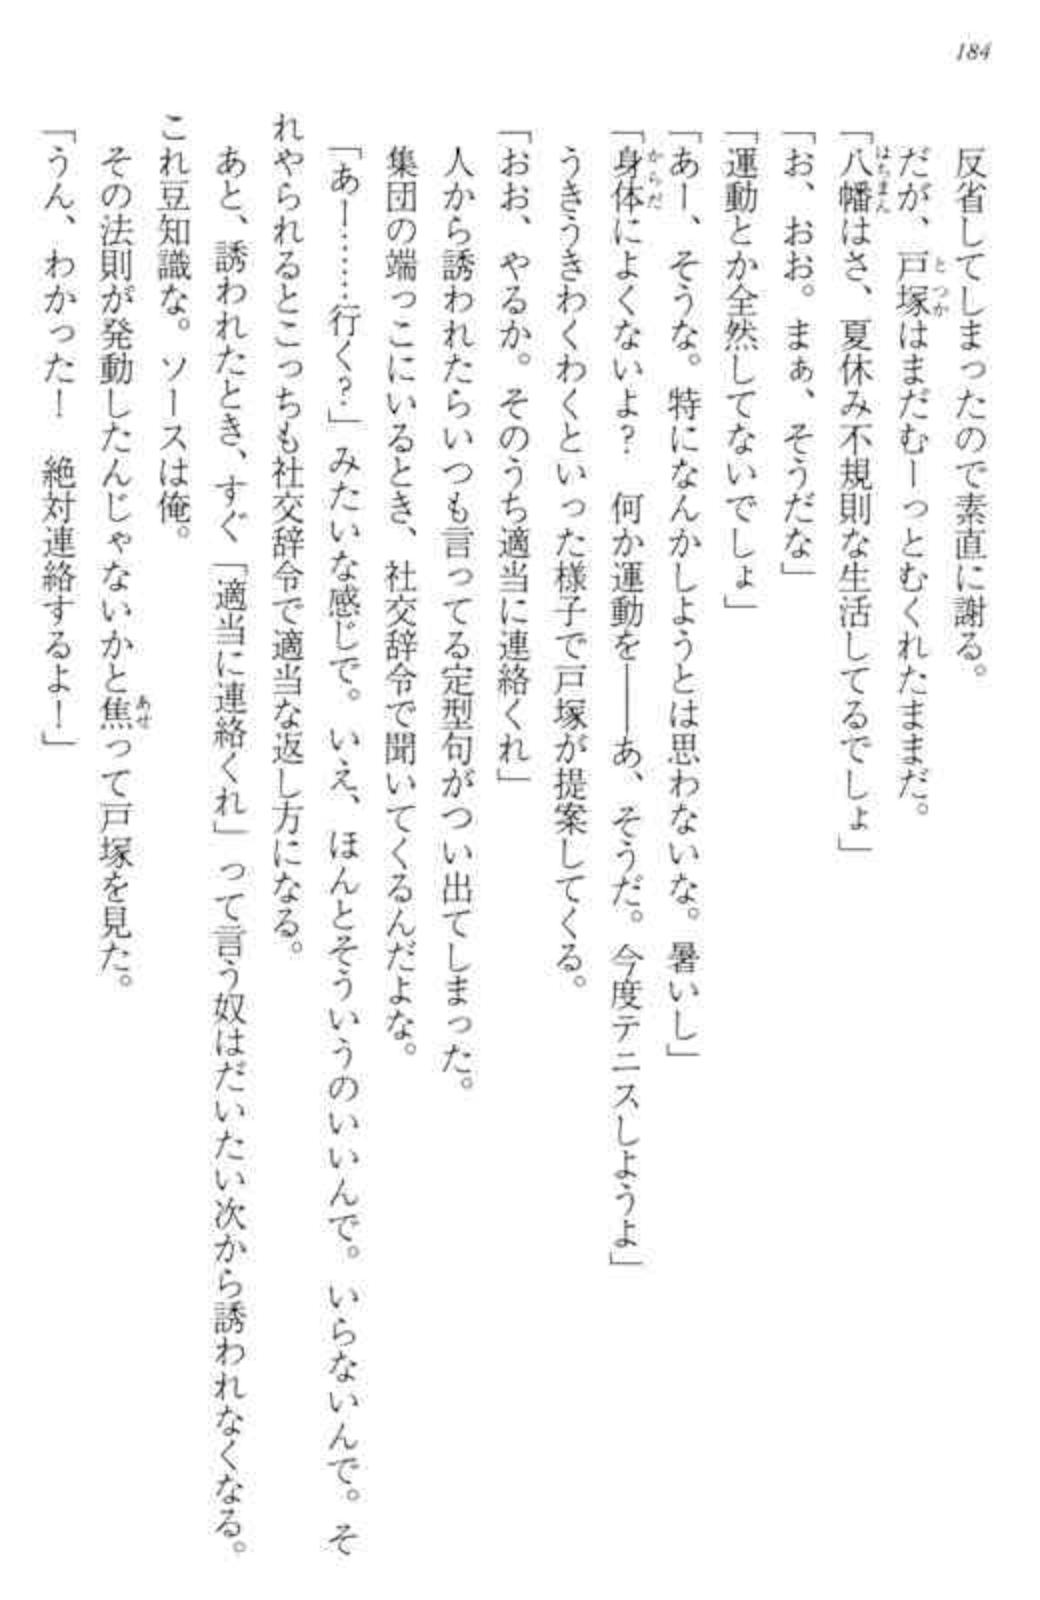 184
反省してしまったので素直に謝る。
だが、戸塚はまだむーっとむくれたままだ。
「八幡はさ、夏休み不規則な生活してるでしょ」
「お、おお。まぁ、そうだな」
「運動とか全然してないでしょ」
「あー、そうな。特になんかしようとは思わないな。暑いし」
「身体によくないよ？　何か運動を――あ、そうだ。今度テニスしようよ」
うきうきわくわくといった様子で戸塚が提案してくる。
「おお、やるか。そのうち適当に連絡くれ」
人から誘われたらいつも言ってる定型句がつい出てしまった。
集団の端っこにいるとき、社交辞令で聞いてくるんだよな。
「あー……行く？」みたいな感じで。いえ、ほんとそういうのいいんで。いらないんで。そ
れやられるとこっちも社交辞令で適当な返し方になる。
あと、誘われたとき、すぐ「適当に連絡くれ」って言う奴はだいたい次から誘われなくなる。
これ豆知識な。ソースは俺。
その法則が発動したんじゃないかと焦って戸塚を見た。
「うん、わかった！　絶対連絡するよ！」